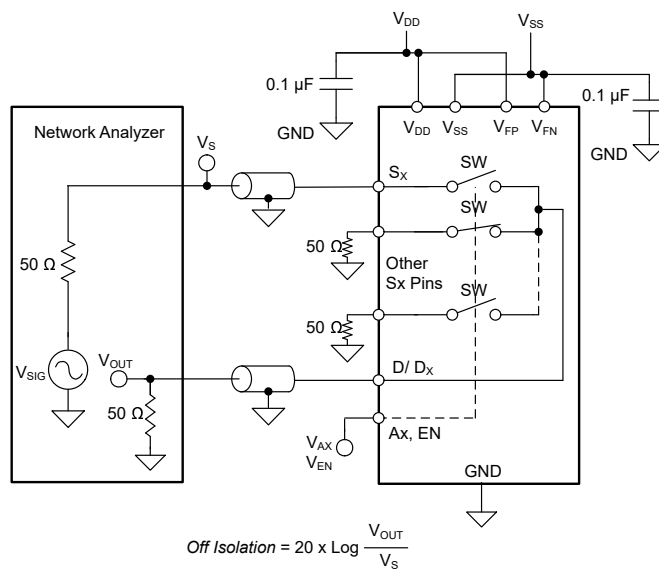 VDD
VSS
0.1 µF
0.1 µF
GND
GND
VDD
VSS
VFP
VFN
Network Analyzer
VS
SX
SW
SW
50 Ω
50 Ω
Other
Sx Pins
SW
50 Ω
VSIG
VOUT
D/ DX
50 Ω
VAX
VEN
Ax, EN
GND
Off Isolation = 20 x Log VOUT
VS